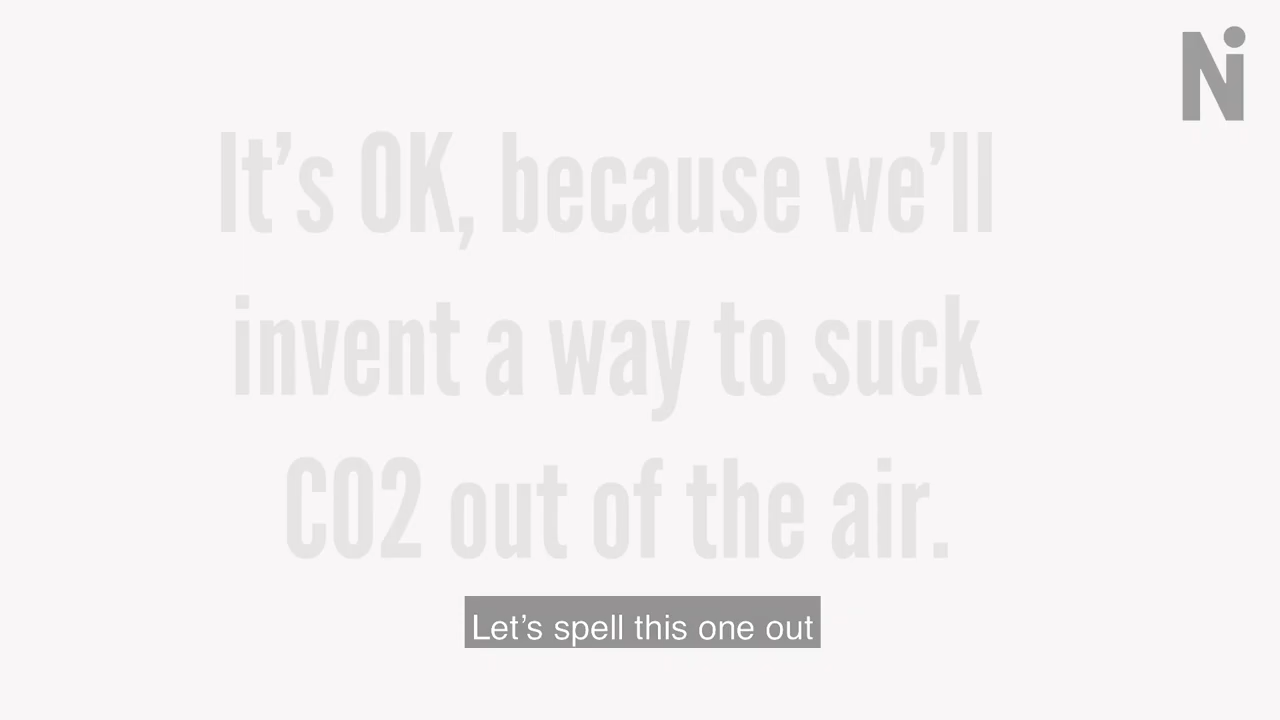 Ni
It's OK, because we'll
invent a way to suck
CO2 out of the air.
Let's spell this one out